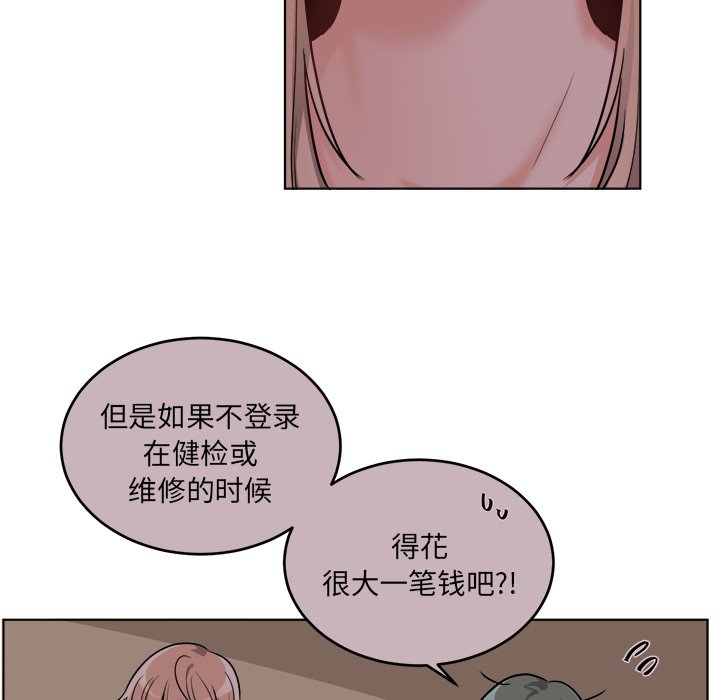 但是如果不登录
在健检或
维修的时候
得花
很大一笔钱吧?!